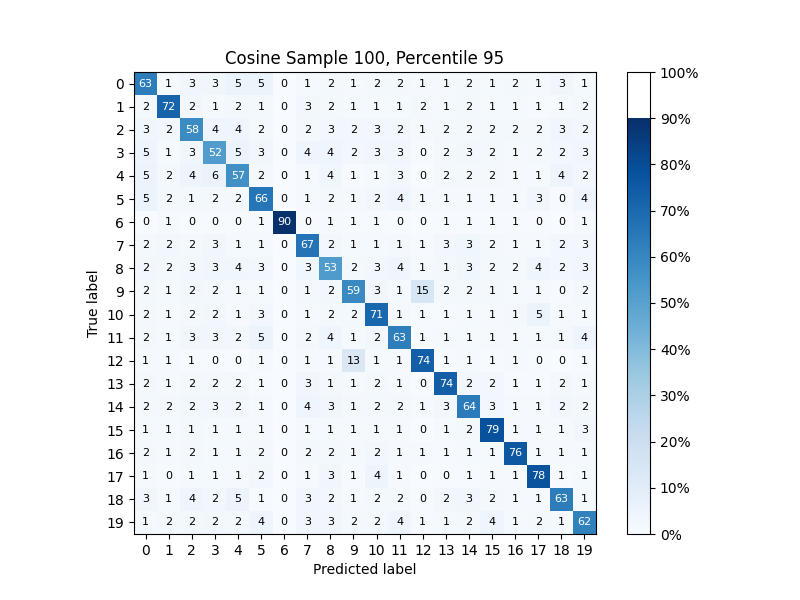 Cosine Sample 100, Percentile 95
0 63 1 3 3 5 5 0 1 2 1 2 2 1 1 2 1 2 1 3 1
1 2 72 2 1 2 1 0 3 2 1 1 1 2 1 2 1 1 1 1 2
2 3 2 58 4 4 2 0 2 3 2 3 1 2 2 2 2 2 2 3 2
3 5 1 3 52 5 3 0 4 4 2 3 3 0 2 3 2 1 2 2 3
4 5 2 4 6 57 2 0 1 4 1 1 3 0 2 2 2 1 1 4 2
5 5 2 1 2 2 66 0 1 2 1 2 4 1 1 1 1 1 3 0 4
6 0 1 0 0 0 1 90 0 1 1 1 0 0 1 1 1 1 0 0 1
7 2 2 2 3 1 1 0 67 2 1 1 1 1 3 3 2 1 1 2 3
8 2 2 3 3 4 3 0 3 53 2 3 4 1 1 3 2 2 4 2 3
9 2 1 2 2 1 1 0 1 2 59 3 1 15 2 2 1 1 1 0 2
10 2 1 2 2 1 3 0 1 2 2 71 1 1 1 1 1 1 5 1 1
11 2 1 3 3 2 5 0 2 4 1 2 63 1 1 1 1 1 1 1 4
12 1 1 1 0 0 1 0 1 1 13 1 1 74 1 1 1 1 0 0 1
13 2 1 2 2 2 1 0 3 1 1 2 1 0 74 2 2 1 1 2 1
14 2 2 2 3 2 1 0 4 3 1 2 2 1 3 64 3 1 1 2 2
15 1 1 1 1 1 1 0 1 1 1 1 1 0 1 2 79 1 1 1 3
16 2 1 2 1 1 2 0 2 2 1 2 1 1 1 1 1 76 1 1 1
17 1 0 1 1 1 2 0 1 3 1 4 1 0 0 1 1 1 78 1 1
18 3 1 4 2 5 1 0 3 2 1 2 2 0 2 3 2 1 1 63 1
19 1 2 2 2 2 4 0 3 3 2 2 4 1 1 2 4 1 2 1 62
0 1 2 3 4 5 6 7 8 9 10 11 12 13 14 15 16 17 18 19
Predicted label
True label
100%
90%
80%
70%
60%
50%
40%
30%
20%
10%
0%